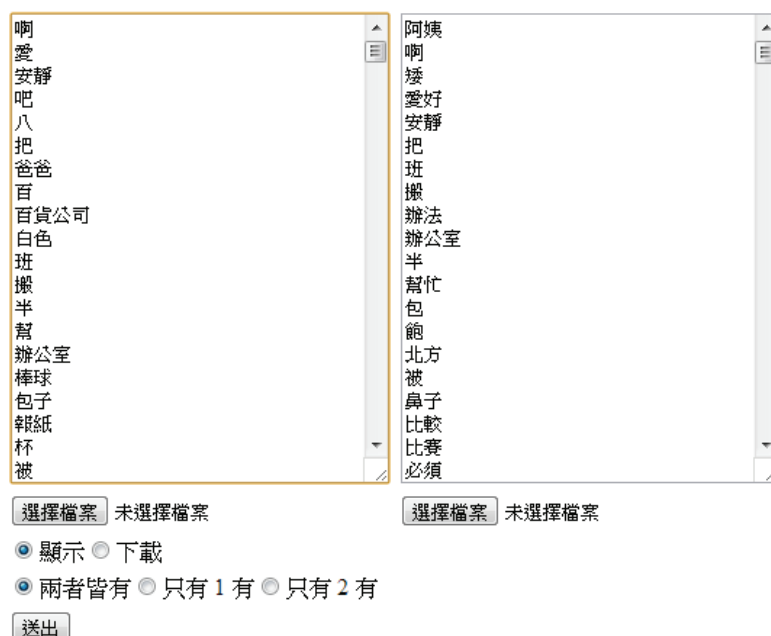 啊
愛
安靜
吧
八
把
爸爸
百
百貨公司
白色
班
搬
半
幫
辦公室
棒球
包子
報紙
杯
被
阿姨
啊
矮
愛好
安靜
把
班
搬
辦法
辦公室
半
幫忙
包
飽
北方
被
鼻子
比較
比賽
必須
選擇檔案 未選擇檔案
選擇檔案 未選擇檔案
顯示 下載
兩者皆有 只有 1 有 只有 2 有
送出